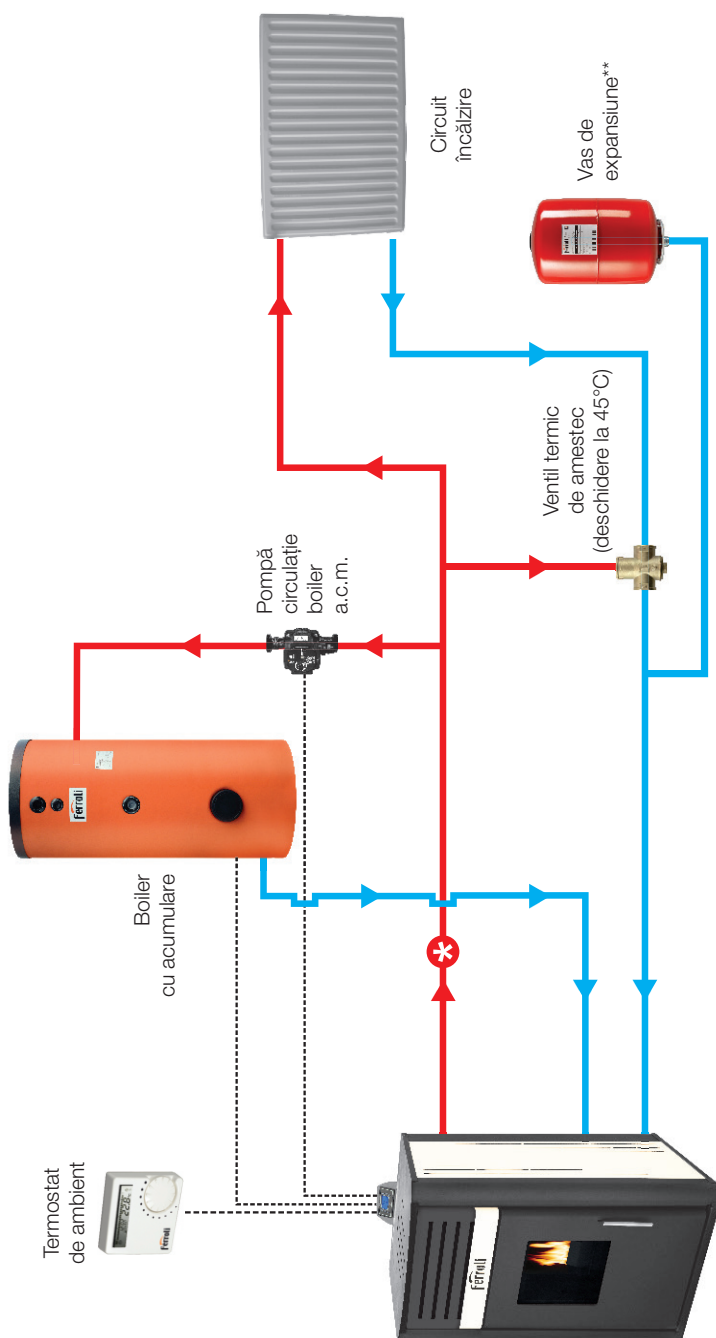 Termostat
de ambient
Boiler
cu acumulare
Pompă
circulație
boiler
a.c.m.
Circuit
încălzire
Ventil termic
de amestec
(deschidere la 45°C)
Vas de
expansiune**
*
Ferroli
Ferroli
Ferroli
Ferroli